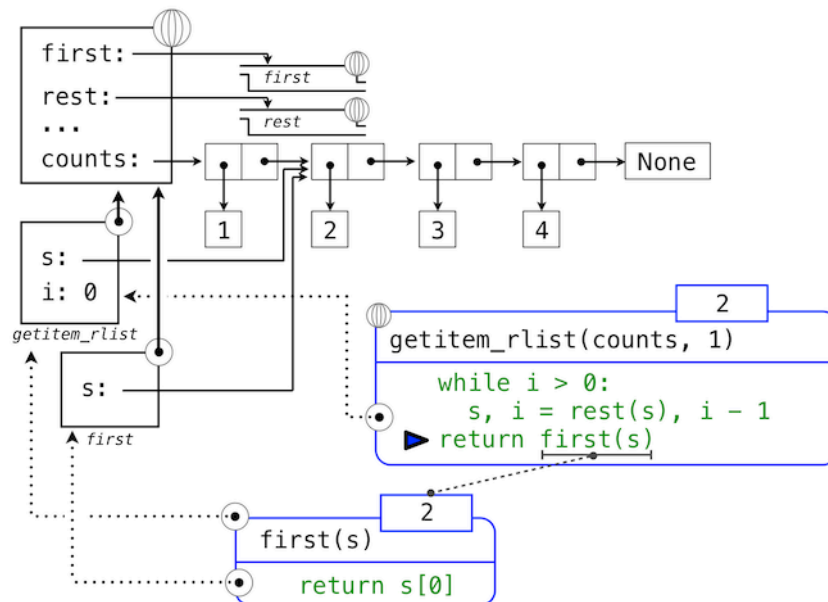 first:
first
rest:
rest
...
counts:
None
1
2
3
4
s:
i: 0
getitem_rlist
s:
first
2
getitem_rlist(counts, 1)
while i > 0:
s, i = rest(s), i - 1
return first(s)
2
first(s)
return s[0]